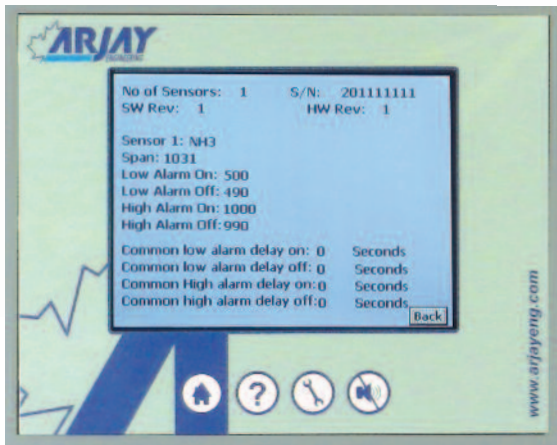 ARJAY
ENGINEERING
No of Sensors: 1 S/N: 201111111
SW Rev: 1 HW Rev: 1
Sensor 1: NH3
Span: 1031
Low Alarm On: 500
Low Alarm Off: 490
High Alarm On: 1000
High Alarm Off: 990
Common low alarm delay on: 0 Seconds
Common low alarm delay off: 0 Seconds
Common High alarm delay on: 0 Seconds
Common high alarm delay off: 0 Seconds
Back
?
www.arjayeng.com